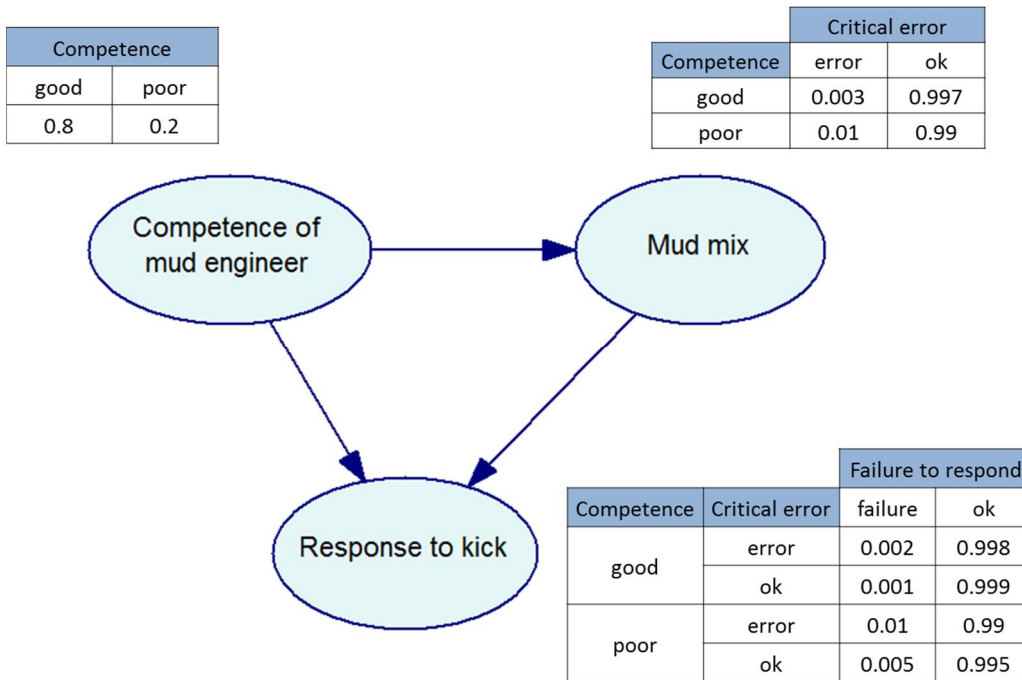 Competence
good poor
0.8 0.2
Critical error
Competence error ok
good 0.003 0.997
poor 0.01 0.99
Competence of
mud engineer
Mud mix
Response to kick
Failure to respond
Competence Critical error failure ok
good
error 0.002 0.998
ok 0.001 0.999
poor
error 0.01 0.99
ok 0.005 0.995